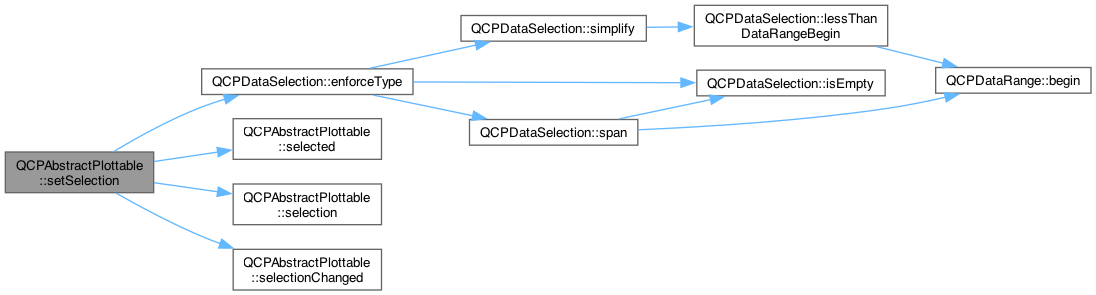 QCPAbstractPlottable
::setSelection
QCPDataSelection::enforceType
QCPDataSelection::simplify
QCPDataSelection::lessThan
DataRangeBegin
QCPDataRange::begin
QCPDataSelection::isEmpty
QCPDataSelection::span
QCPAbstractPlottable
::selected
QCPAbstractPlottable
::selection
QCPAbstractPlottable
::selectionChanged